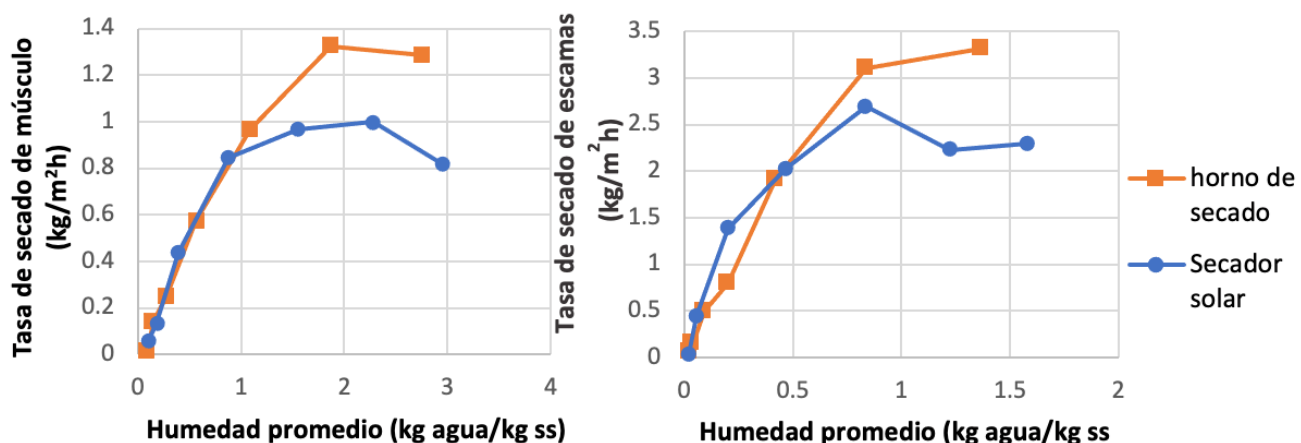 Tasa de secado de músculo
(kg/m²h)
1.4
1.2
1
0.8
0.6
0.4
0.2
0
0
1
2
3
4
Humedad promedio (kg agua/kg ss)
Tasa de secado de escamas
(kg/m²h)
3.5
3
2.5
2
1.5
1
0.5
0
0
0.5
1
1.5
2
Humedad promedio (kg agua/kg ss
horno de
secado
Secador
solar